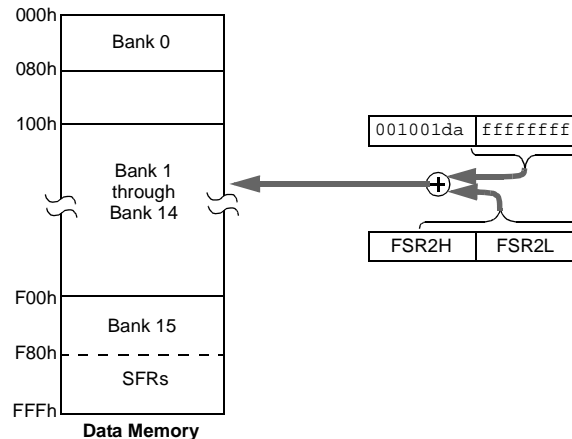 000h
Bank 0
080h
100h
001001da ffffffff
Bank 1
through
Bank 14
FSR2H FSR2L
F00h
Bank 15
F80h
SFRs
FFFh
Data Memory